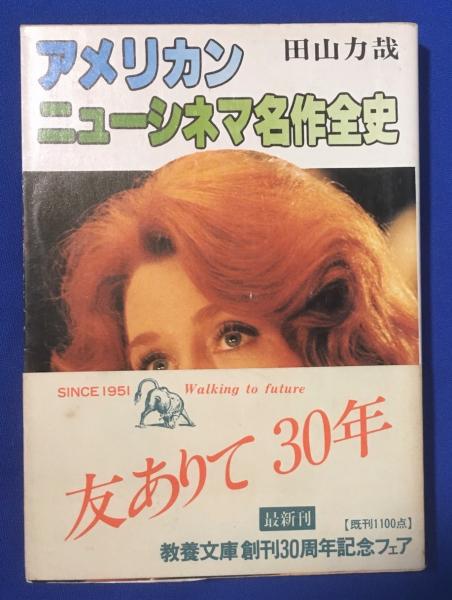 アメリカン
田山力哉
ニューシネマ名作全史
SINCE 1951
Walking to future
友ありて 30年
最新刊
【既刊1100点】
教養文庫創刊30周年記念フェア